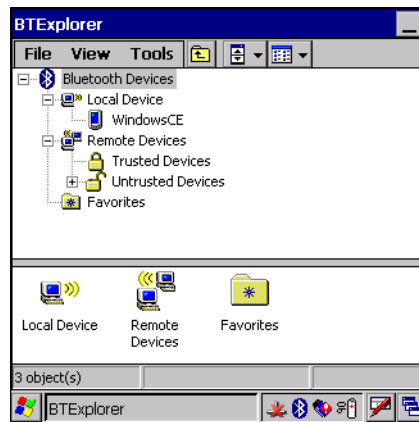 BTExplorer
File View Tools
Bluetooth Devices
Local Device
WindowsCE
Remote Devices
Trusted Devices
Untrusted Devices
Favorites
Local Device Remote Devices Favorites
3 object(s)
BTExplorer